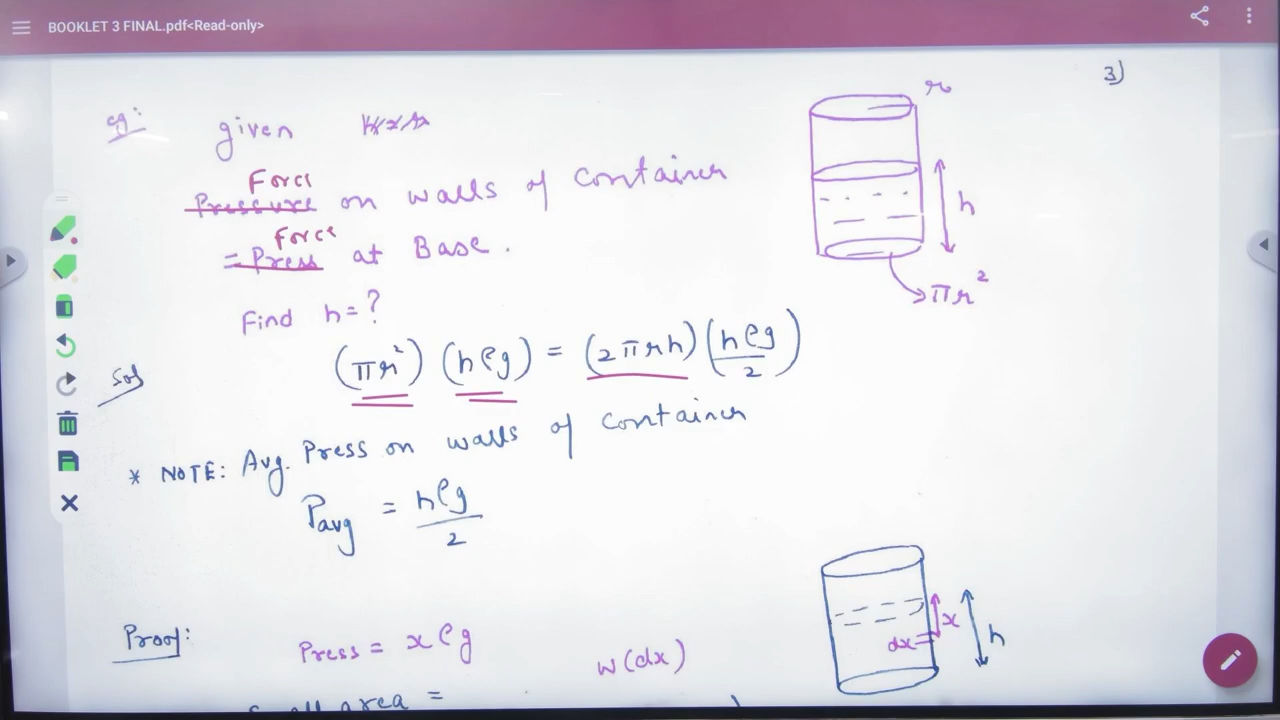 BOOKLET 3 FINAL.pdf<Read-only>
3)
eg:
given
r
Force
Pressure on walls of container
Force
= Press at Base.
h
πr²
Find h = ?
Sol
(πr²) (hρg) = (2πrh) (hρg/2)
* NOTE: Avg. Press on walls of container
Pavg = hρg/2
Proof:
Press = xρg
w(dx)
dx
x
h
Small area =